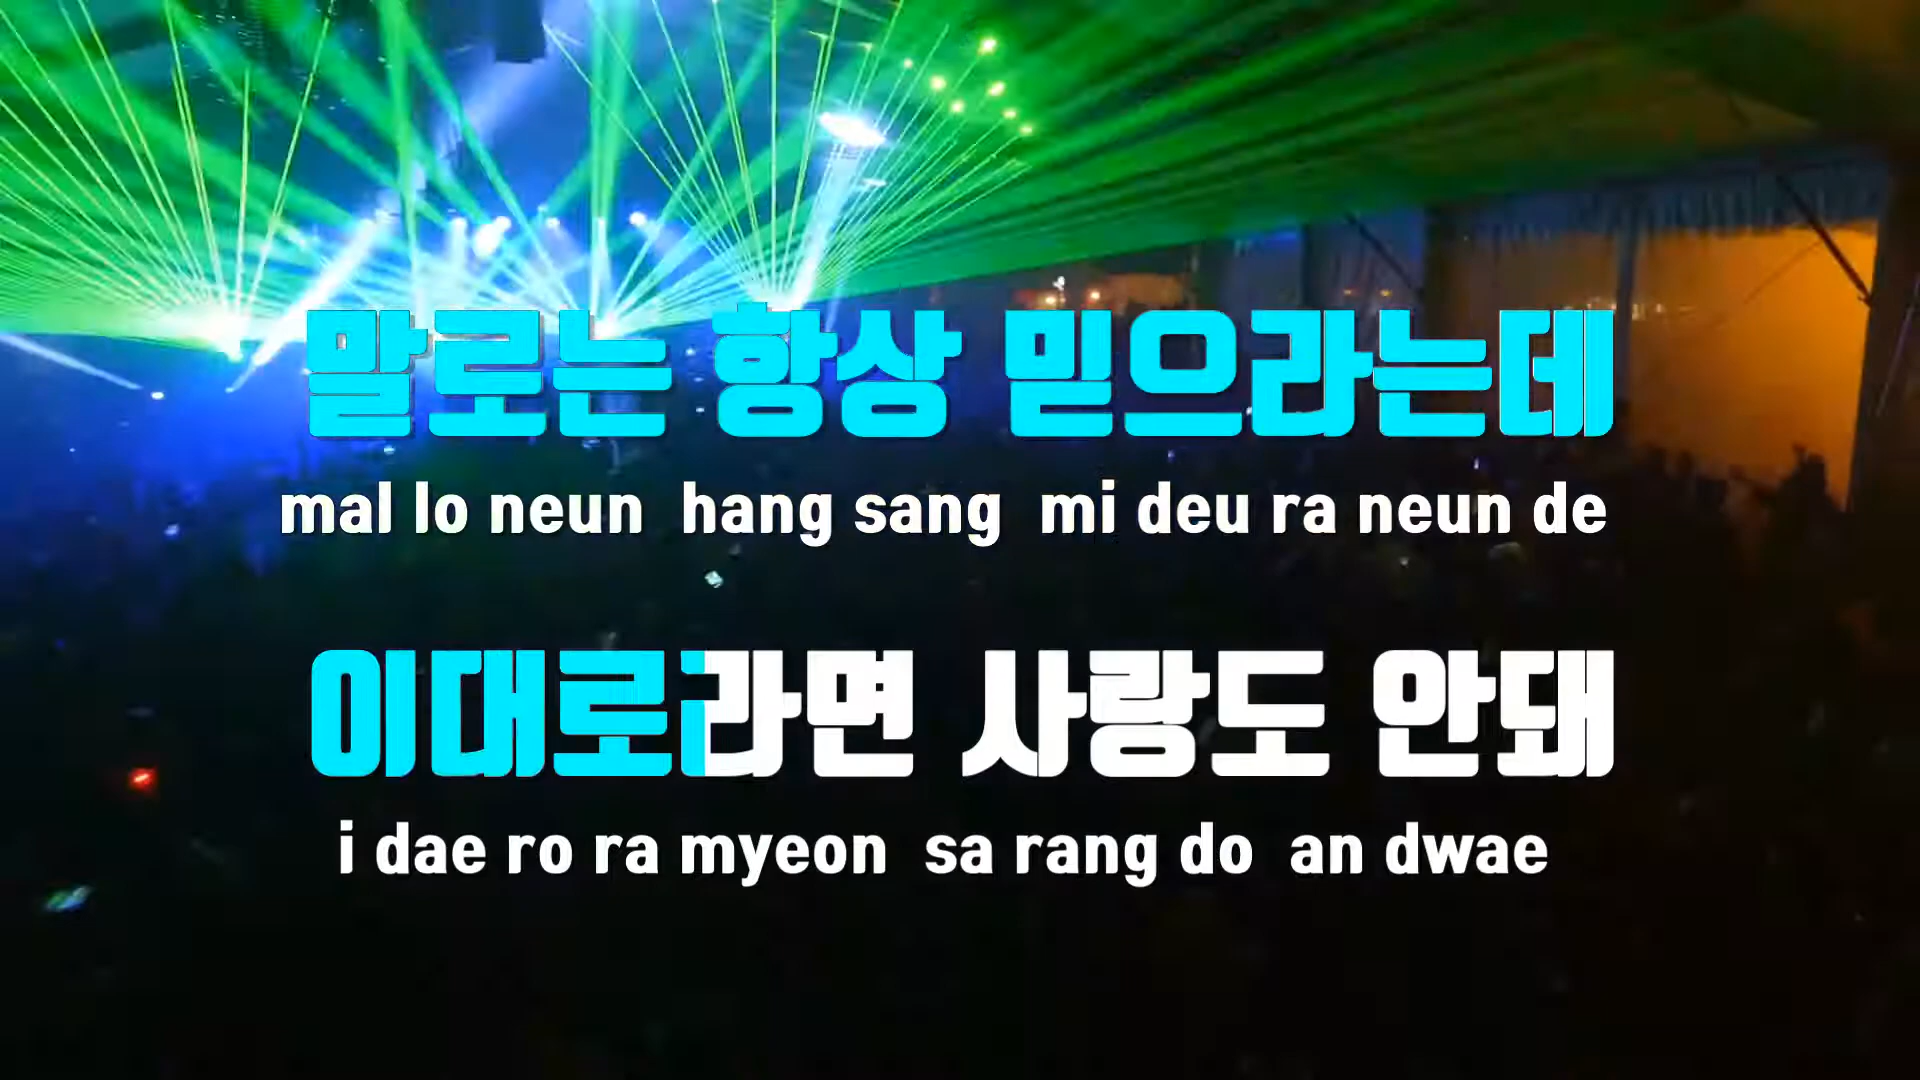 말로는 항상 믿으라는데
mal lo neun hang sang mi deu ra neun de
이대로라면 사랑도 안돼
i dae ro ra myeon sa rang do an dwae